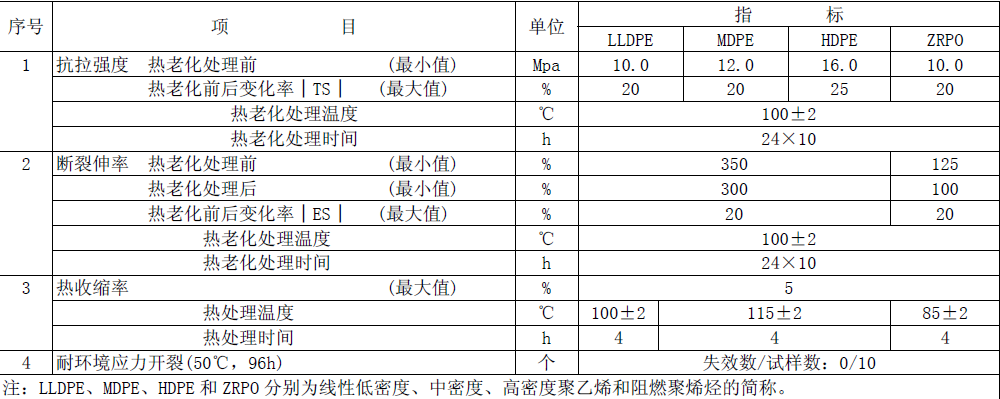 序号 项 目 单位 指 标
LLDPE MDPE HDPE ZRPO
1 抗拉强度 热老化处理前 (最小值) Mpa 10.0 12.0 16.0 10.0
热老化前后变化率|TS| (最大值) % 20 20 25 20
热老化处理温度 ℃ 100±2
热老化处理时间 h 24×10
2 断裂伸率 热老化处理前 (最小值) % 350 125
热老化处理后 (最小值) % 300 100
热老化前后变化率|ES| (最大值) % 20 20
热老化处理温度 ℃ 100±2
热老化处理时间 h 24×10
3 热收缩率 (最大值) % 5
热处理温度 ℃ 100±2 115±2 85±2
热处理时间 h 4 4 4
4 耐环境应力开裂(50℃，96h) 个 失效数/试样数：0/10
注：LLDPE、MDPE、HDPE 和 ZRPO 分别为线性低密度、中密度、高密度聚乙烯和阻燃聚烯烃的简称。